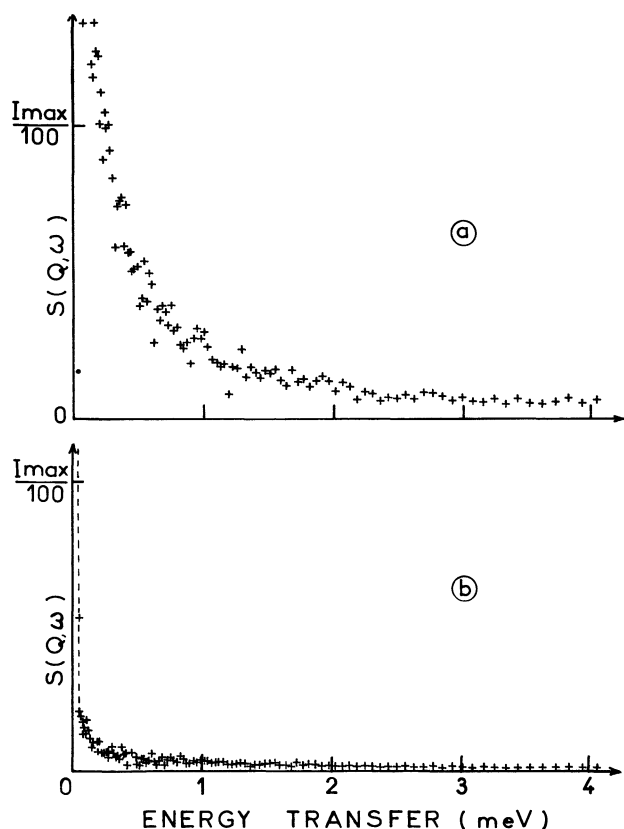 Imax
100
S(Q,ω)
ⓐ
0
1
2
3
4
Imax
100
S(Q,ω)
ⓑ
0
1
2
3
4
ENERGY TRANSFER (meV)